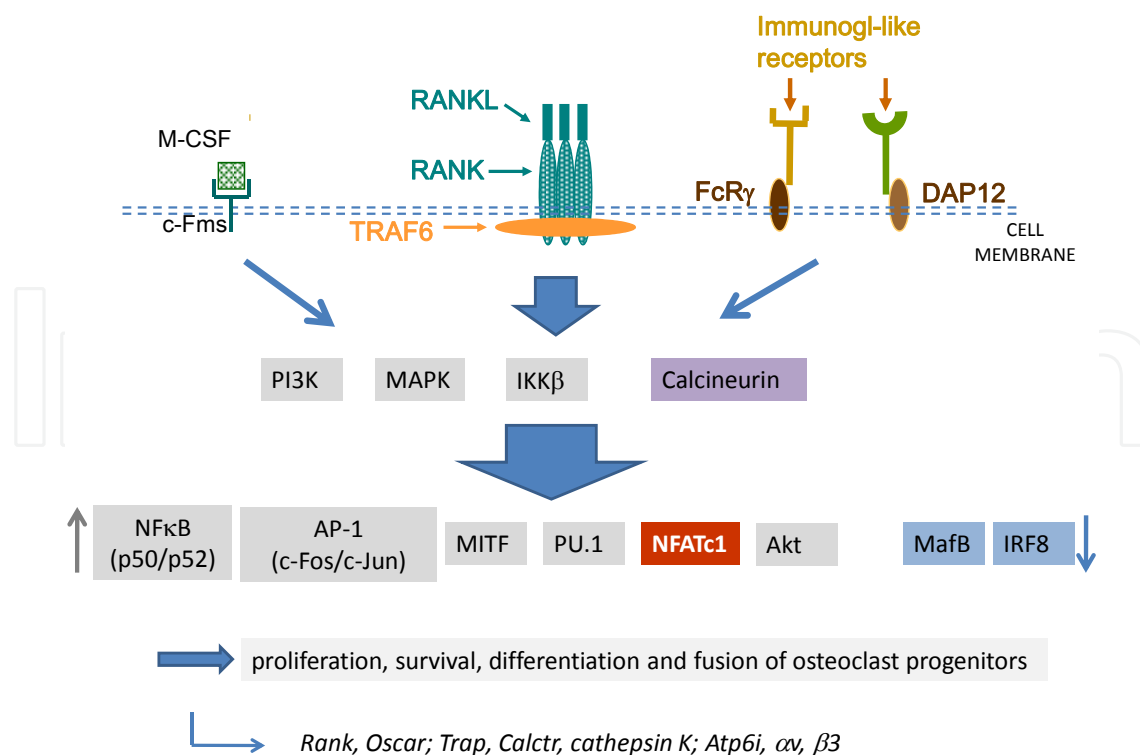 Immunogl-like
receptors
RANKL
M-CSF
RANK
FcRγ
DAP12
c-Fms
TRAF6
CELL
MEMBRANE
PI3K
MAPK
IKKβ
Calcineurin
NFκB
(p50/p52)
AP-1
(c-Fos/c-Jun)
MITF
PU.1
NFATc1
Akt
MafB
IRF8
proliferation, survival, differentiation and fusion of osteoclast progenitors
Rank, Oscar; Trap, Calctr, cathepsin K; Atp6i, αv, β3